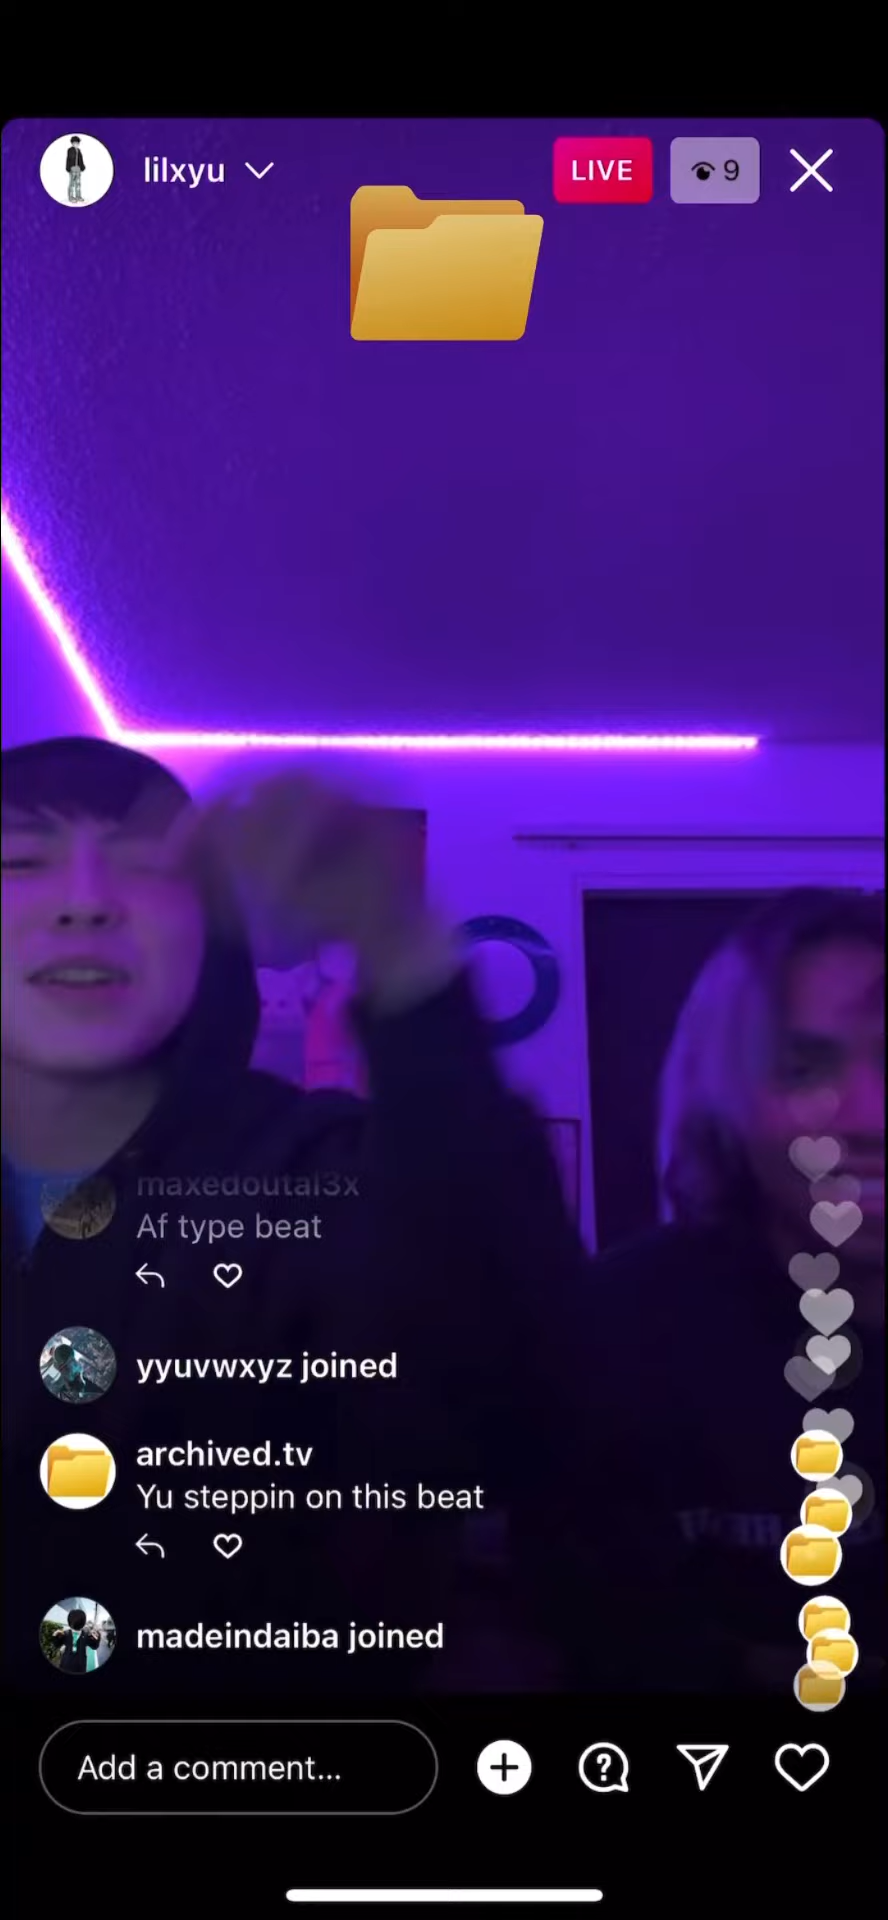 lilxyu
LIVE
9
maxedoutal3x
Af type beat
yyuvwxyz joined
archived.tv
Yu steppin on this beat
madeindaiba joined
Add a comment...